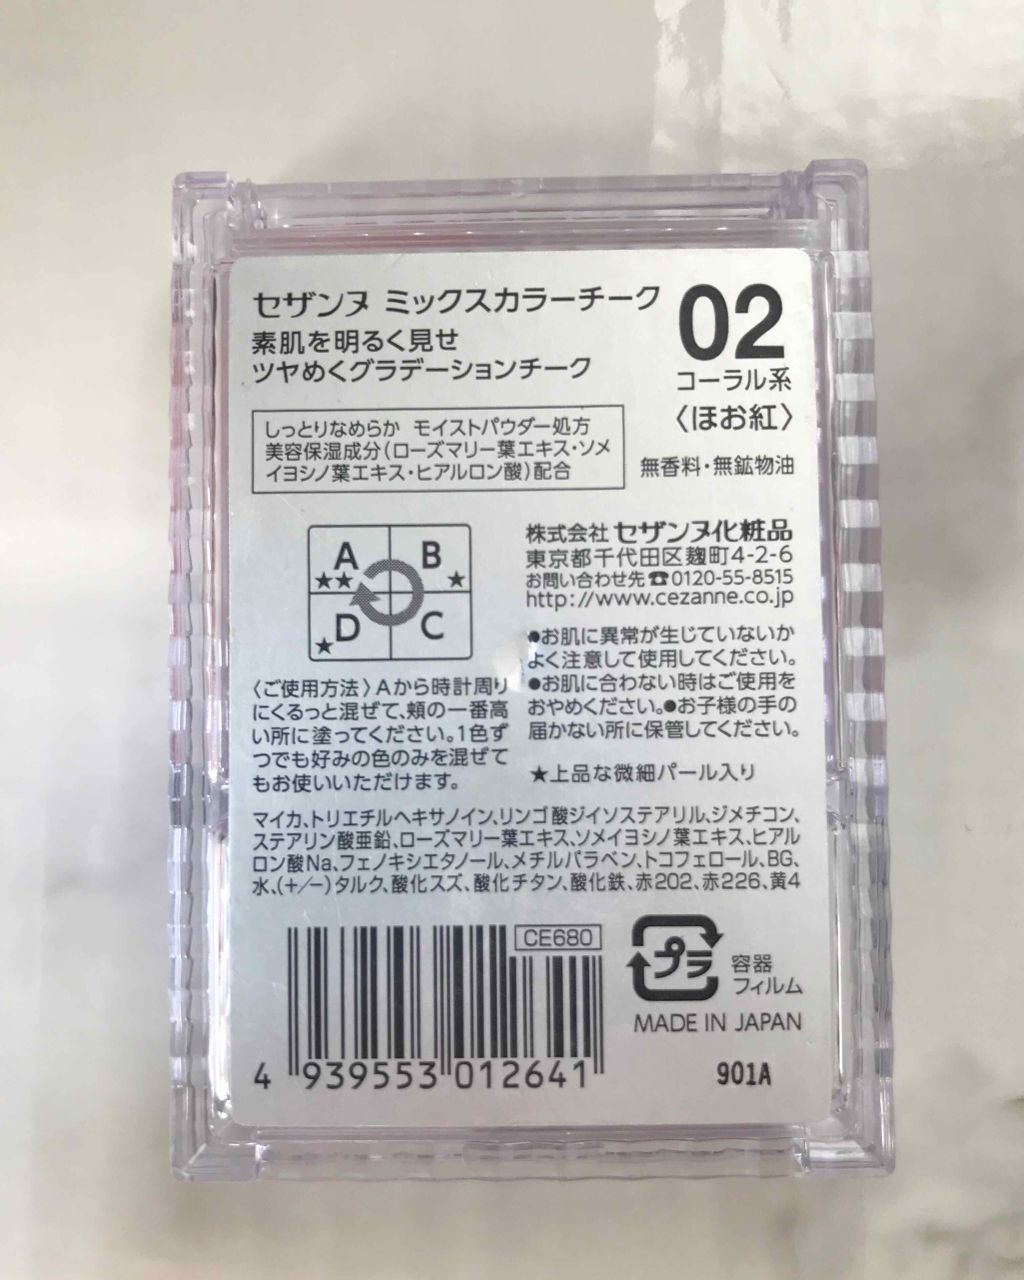 セザンヌ ミックスカラーチーク
素肌を明るく見せ
ツヤめくグラデーションチーク
02
コーラル系
〈ほお紅〉
しっとりなめらか モイストパウダー処方
美容保湿成分(ローズマリー葉エキス・ソメ
イヨシノ葉エキス・ヒアルロン酸)配合
無香料・無鉱物油
A
★★
B
★
D
★
C
〈ご使用方法〉Aから時計周り
にくるっと混ぜて、頬の一番高
い所に塗ってください。1色ず
つでも好みの色のみを混ぜて
もお使いいただけます。
株式会社 セザンヌ化粧品
東京都千代田区麹町4-2-6
お問い合わせ先☎0120-55-8515
http://www.cezanne.co.jp
●お肌に異常が生じていないか
よく注意して使用してください。
●お肌に合わない時はご使用を
おやめください。●お子様の手の
届かない所に保管してください。
★上品な微細パール入り
マイカ、トリエチルヘキサノイン、リンゴ酸ジイソステアリル、ジメチコン、
ステアリン酸亜鉛、ローズマリー葉エキス、ソメイヨシノ葉エキス、ヒアル
ロン酸Na、フェノキシエタノール、メチルパラベン、トコフェロール、BG、
水、(+/−)タルク、酸化スズ、酸化チタン、酸化鉄、赤202、赤226、黄4
CE680
4 939553 012641
プラ
容器
フィルム
MADE IN JAPAN
901A